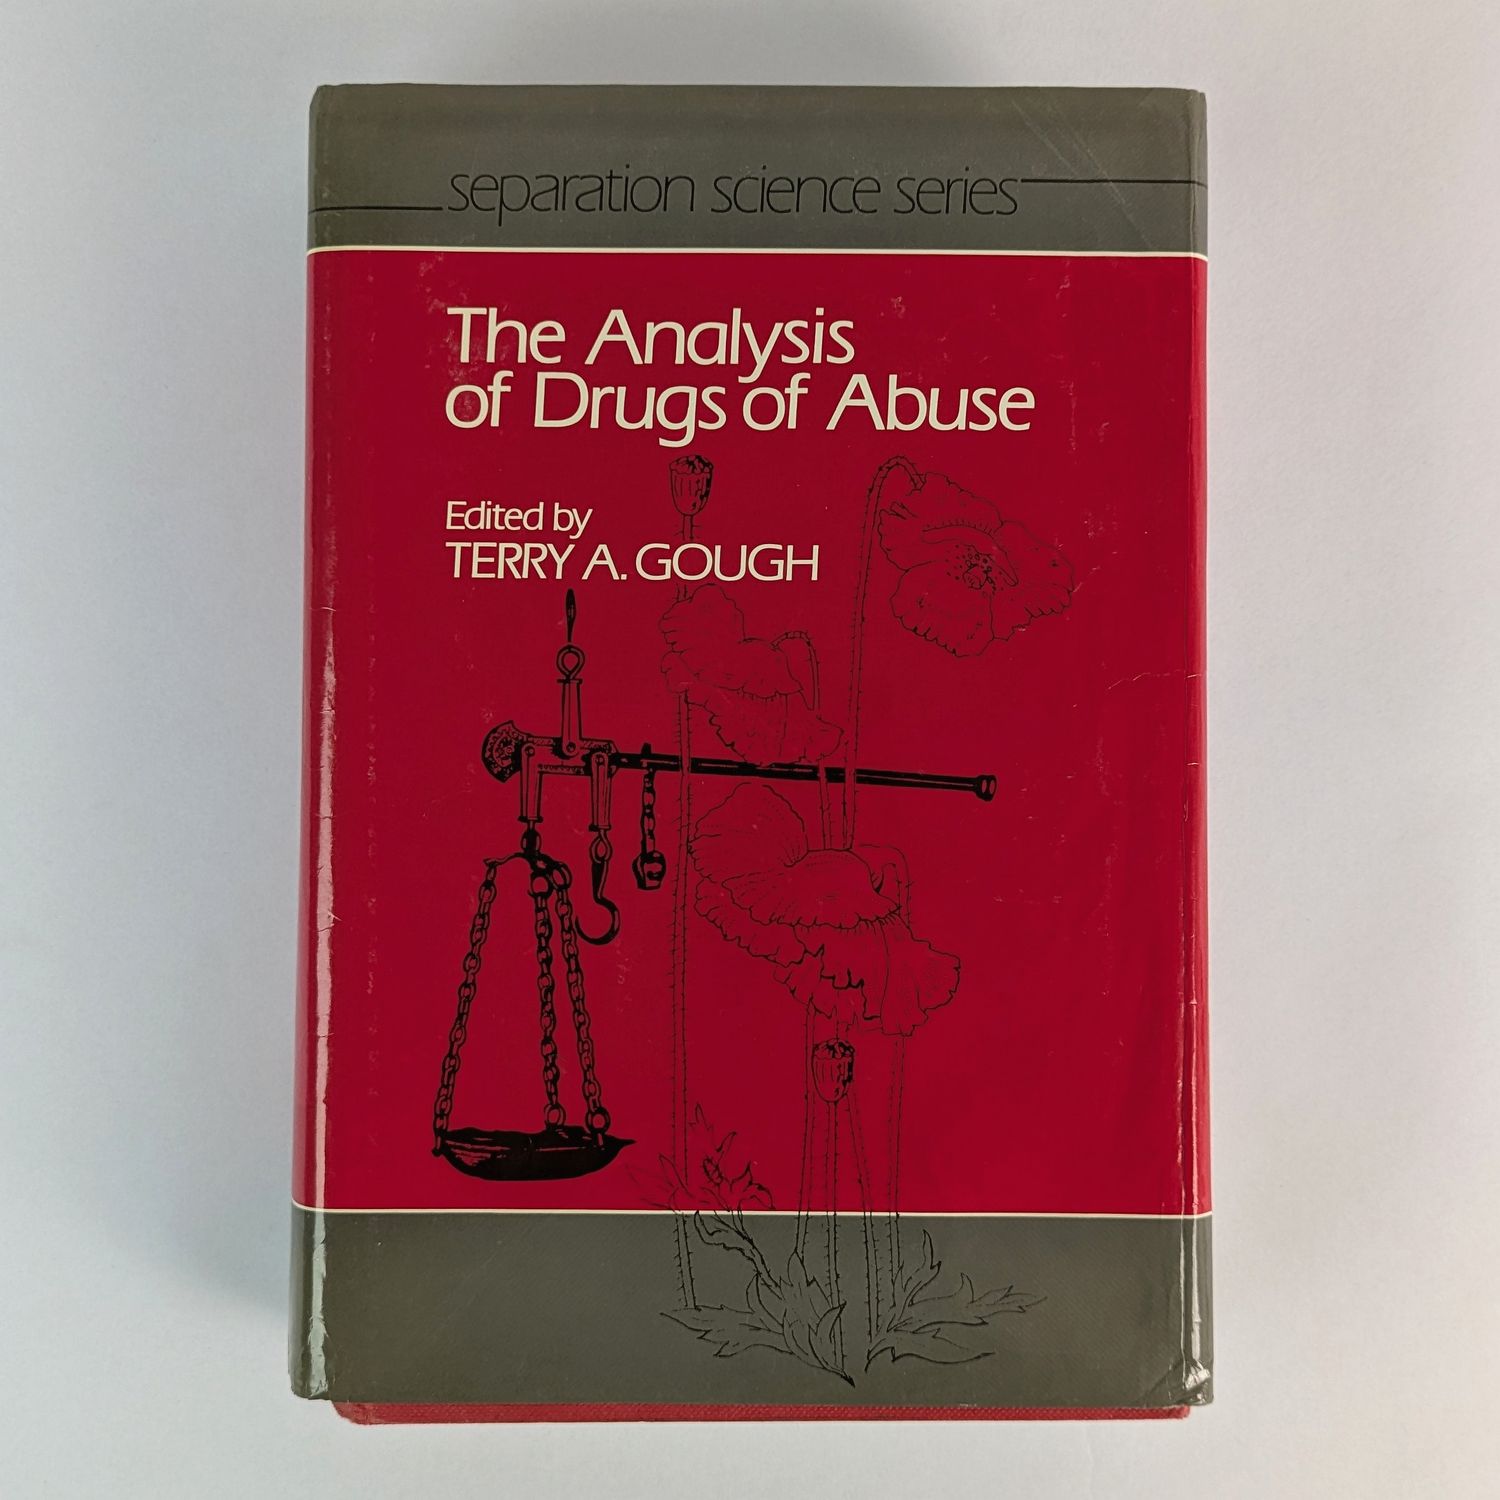 separation science series
The Analysis
of Drugs of Abuse
Edited by
TERRY A. GOUGH